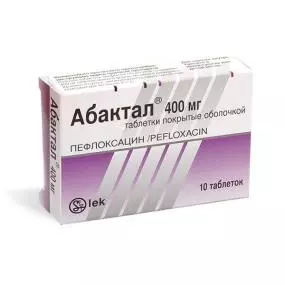 Абактал® 400 мг
таблетки покрытые оболочкой
ПЕФЛОКСАЦИН /PEFLOXACIN
10 таблеток
lek
Абактал®
400 мг